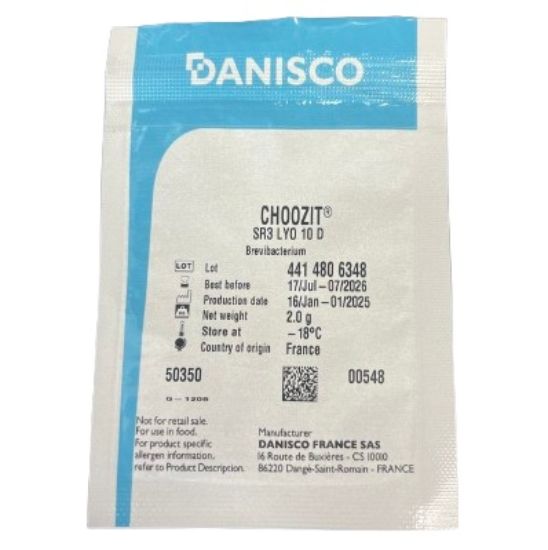 DANISCO
CHOOZIT®
SR3 LYO 10 D
Brevibacterium
LOT Lot 441 480 6348
Best before 17/Jul-07/2026
Production date 16/Jan-01/2025
Net weight 2.0 g
Store at -18°C
Country of origin France
50350 00548
G-1206
Not for retail sale.
For use in food.
For product specific
allergen information,
refer to Product Description.
Manufacturer
DANISCO FRANCE SAS
16 Route de Buxières - CS 10010
86220 Dangé-Saint-Romain - FRANCE